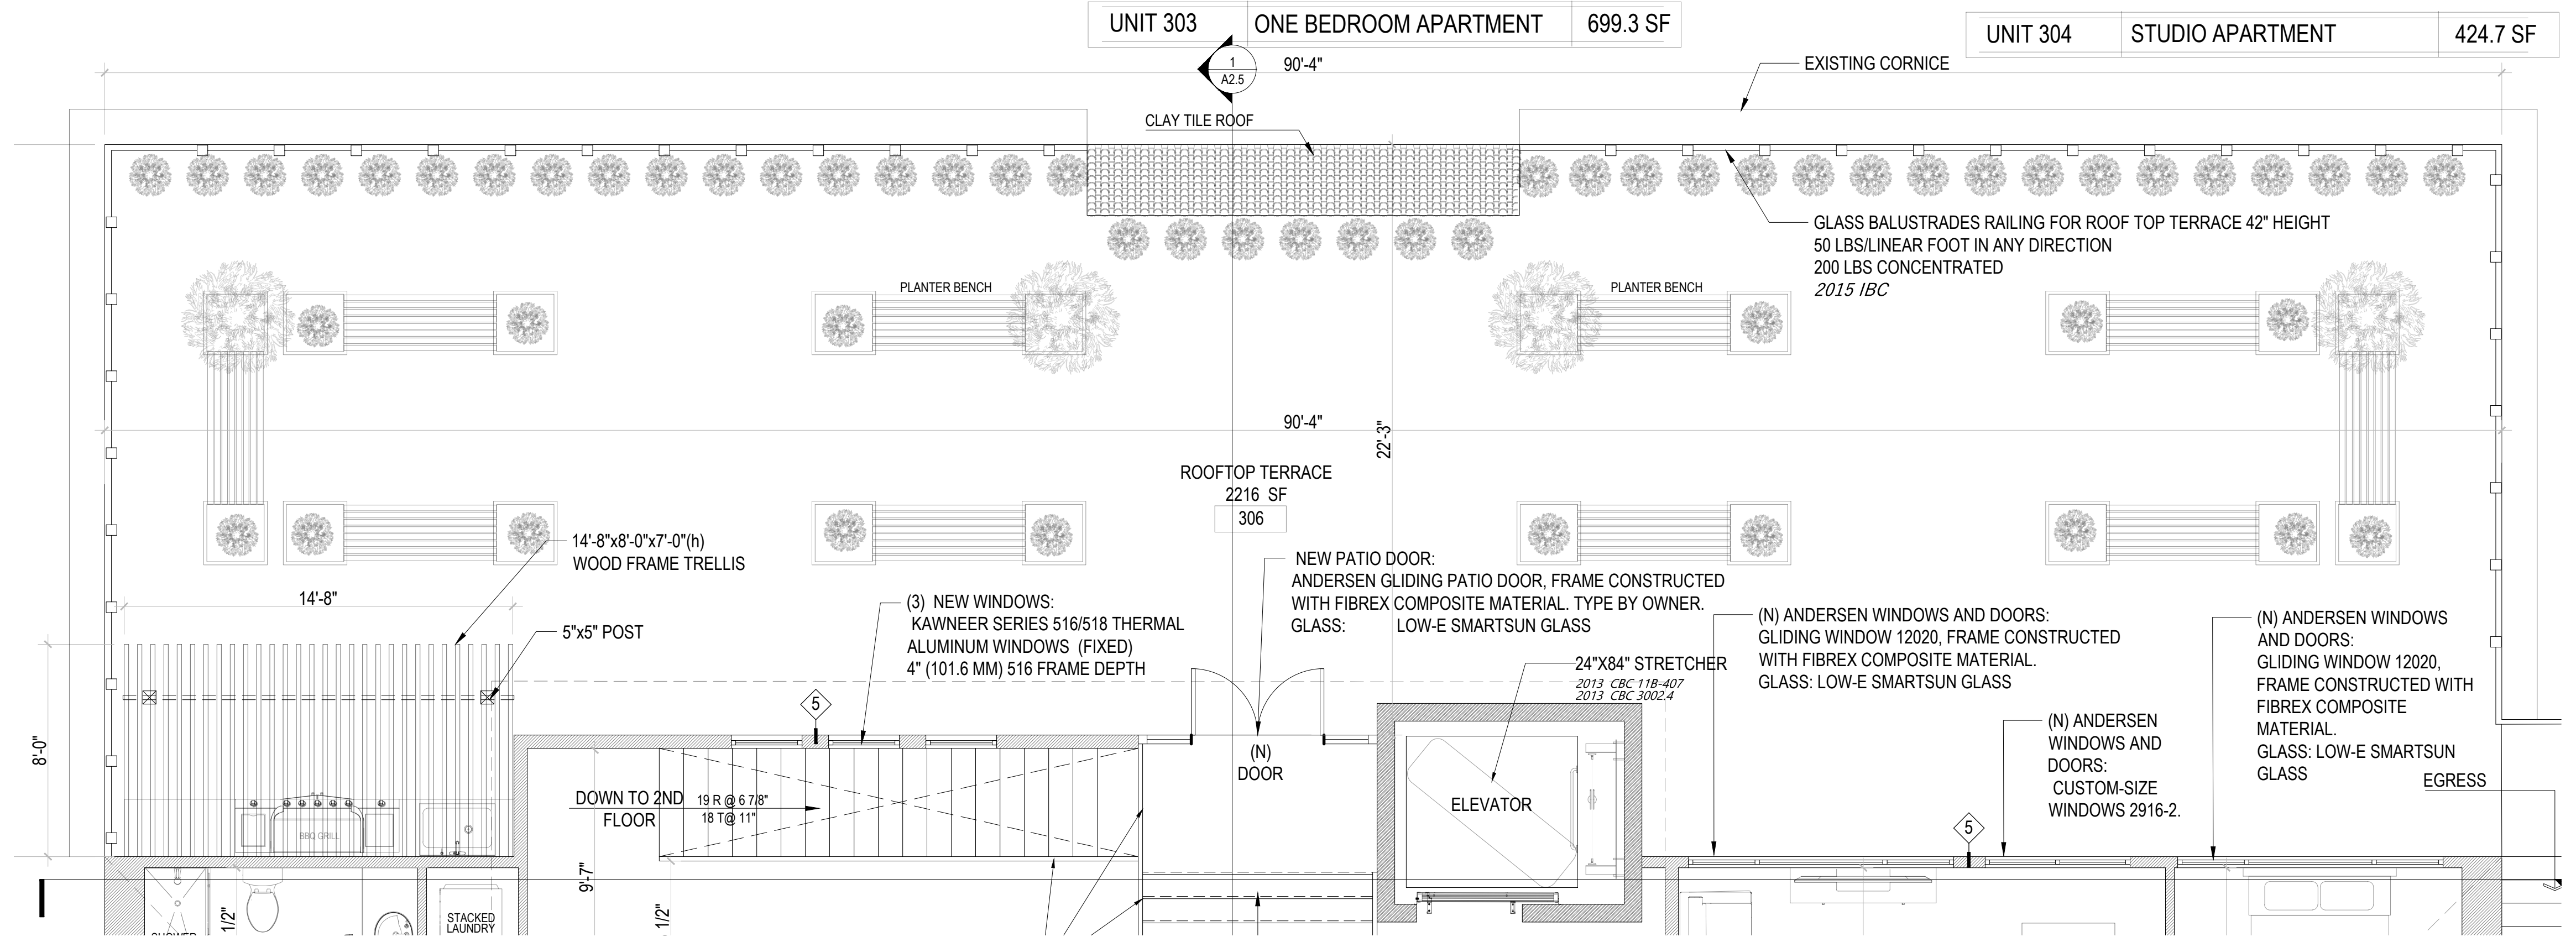 UNIT 303 ONE BEDROOM APARTMENT 699.3 SF
UNIT 304 STUDIO APARTMENT 424.7 SF
1
A2.5
90'-4"
EXISTING CORNICE
CLAY TILE ROOF
GLASS BALUSTRADES RAILING FOR ROOF TOP TERRACE 42" HEIGHT
50 LBS/LINEAR FOOT IN ANY DIRECTION
200 LBS CONCENTRATED
2015 IBC
PLANTER BENCH
PLANTER BENCH
90'-4"
22'-3"
ROOFTOP TERRACE
2216 SF
306
14'-8"x8'-0"x7'-0"(h)
WOOD FRAME TRELLIS
14'-8"
5"x5" POST
8'-0"
(3) NEW WINDOWS:
KAWNEER SERIES 516/518 THERMAL
ALUMINUM WINDOWS (FIXED)
4" (101.6 MM) 516 FRAME DEPTH
NEW PATIO DOOR:
ANDERSEN GLIDING PATIO DOOR, FRAME CONSTRUCTED
WITH FIBREX COMPOSITE MATERIAL. TYPE BY OWNER.
GLASS: LOW-E SMARTSUN GLASS
24"X84" STRETCHER
2013 CBC 11B-407
2013 CBC 3002.4
(N) ANDERSEN WINDOWS AND DOORS:
GLIDING WINDOW 12020, FRAME CONSTRUCTED
WITH FIBREX COMPOSITE MATERIAL.
GLASS: LOW-E SMARTSUN GLASS
(N) ANDERSEN
WINDOWS AND
DOORS:
CUSTOM-SIZE
WINDOWS 2916-2.
(N) ANDERSEN WINDOWS
AND DOORS:
GLIDING WINDOW 12020,
FRAME CONSTRUCTED WITH
FIBREX COMPOSITE
MATERIAL.
GLASS: LOW-E SMARTSUN
GLASS
EGRESS
5
(N)
DOOR
ELEVATOR
5
BBQ GRILL
DOWN TO 2ND
FLOOR
19 R @ 6 7/8"
18 T@ 11"
9'-7"
1/2"
1/2"
STACKED
LAUNDRY
SHOWER